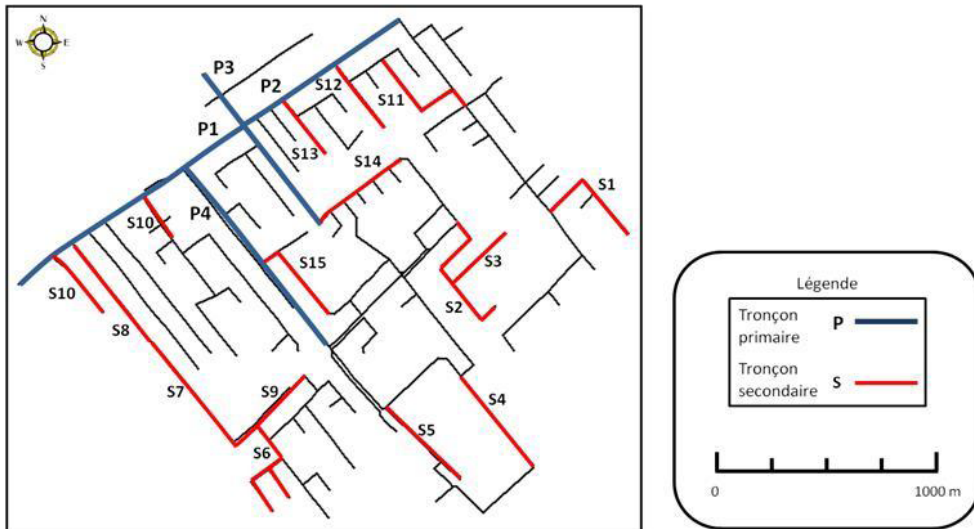 N
W E
S
P3
P2
S12
S11
P1
S13
S14
S1
S10
P4
S3
S15
S10
S2
S8
S7
S9
S4
S5
S6
Légende
Tronçon primaire P
Tronçon secondaire S
0 1000 m